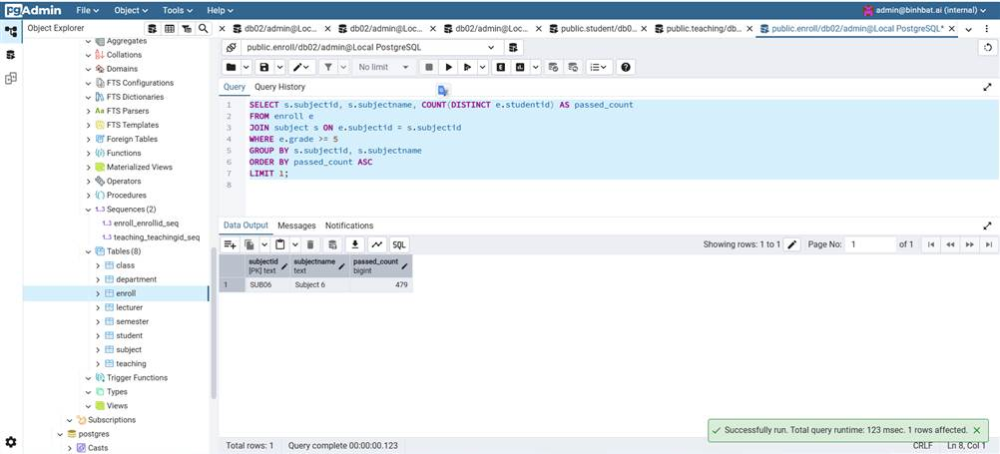 pgAdmin File Object Tools Help admin@binhbat.ai (internal)
Object Explorer
db02/admin@Loc... db02/admin@Loc... db02/admin@Loc... public.student/db0... public.teaching/db... public.enroll/db02/admin@Local PostgreSQL*
public.enroll/db02/admin@Local PostgreSQL
No limit
Query Query History
1 SELECT s.subjectid, s.subjectname, COUNT(DISTINCT e.studentid) AS passed_count
2 FROM enroll e
3 JOIN subject s ON e.subjectid = s.subjectid
4 WHERE e.grade >= 5
5 GROUP BY s.subjectid, s.subjectname
6 ORDER BY passed_count ASC
7 LIMIT 1;
8
Aggregates
Collations
Domains
FTS Configurations
FTS Dictionaries
Aa FTS Parsers
FTS Templates
Foreign Tables
Functions
Materialized Views
Operators
Procedures
1..3 Sequences (2)
1..3 enroll_enrollid_seq
1..3 teaching_teachingid_seq
Tables (8)
class
department
enroll
lecturer
semester
student
subject
teaching
Trigger Functions
Types
Views
Subscriptions
postgres
Casts
Data Output Messages Notifications
SQL Showing rows: 1 to 1 Page No: 1 of 1
subjectid [PK] text
subjectname text
passed_count bigint
1 SUB06 Subject 6 479
Successfully run. Total query runtime: 123 msec. 1 rows affected.
Total rows: 1 Query complete 00:00:00.123 CRLF Ln 8, Col 1